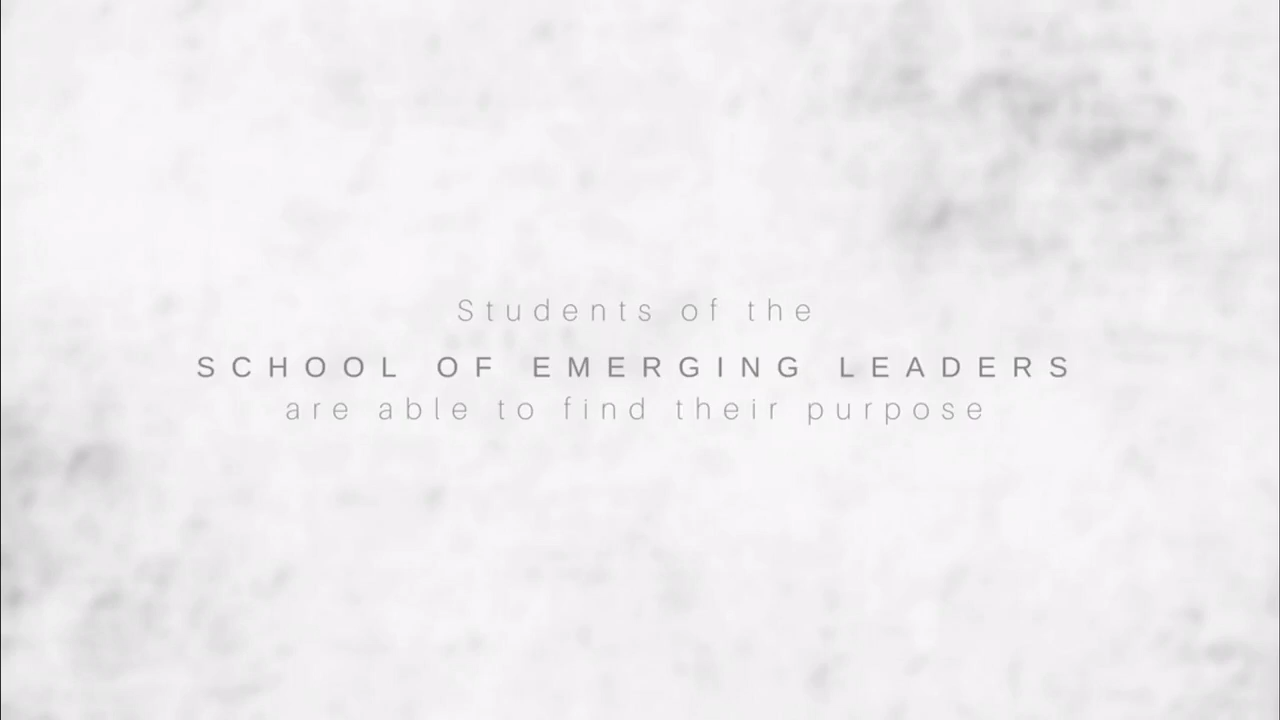 Students of the
SCHOOL OF EMERGING LEADERS
are able to find their purpose